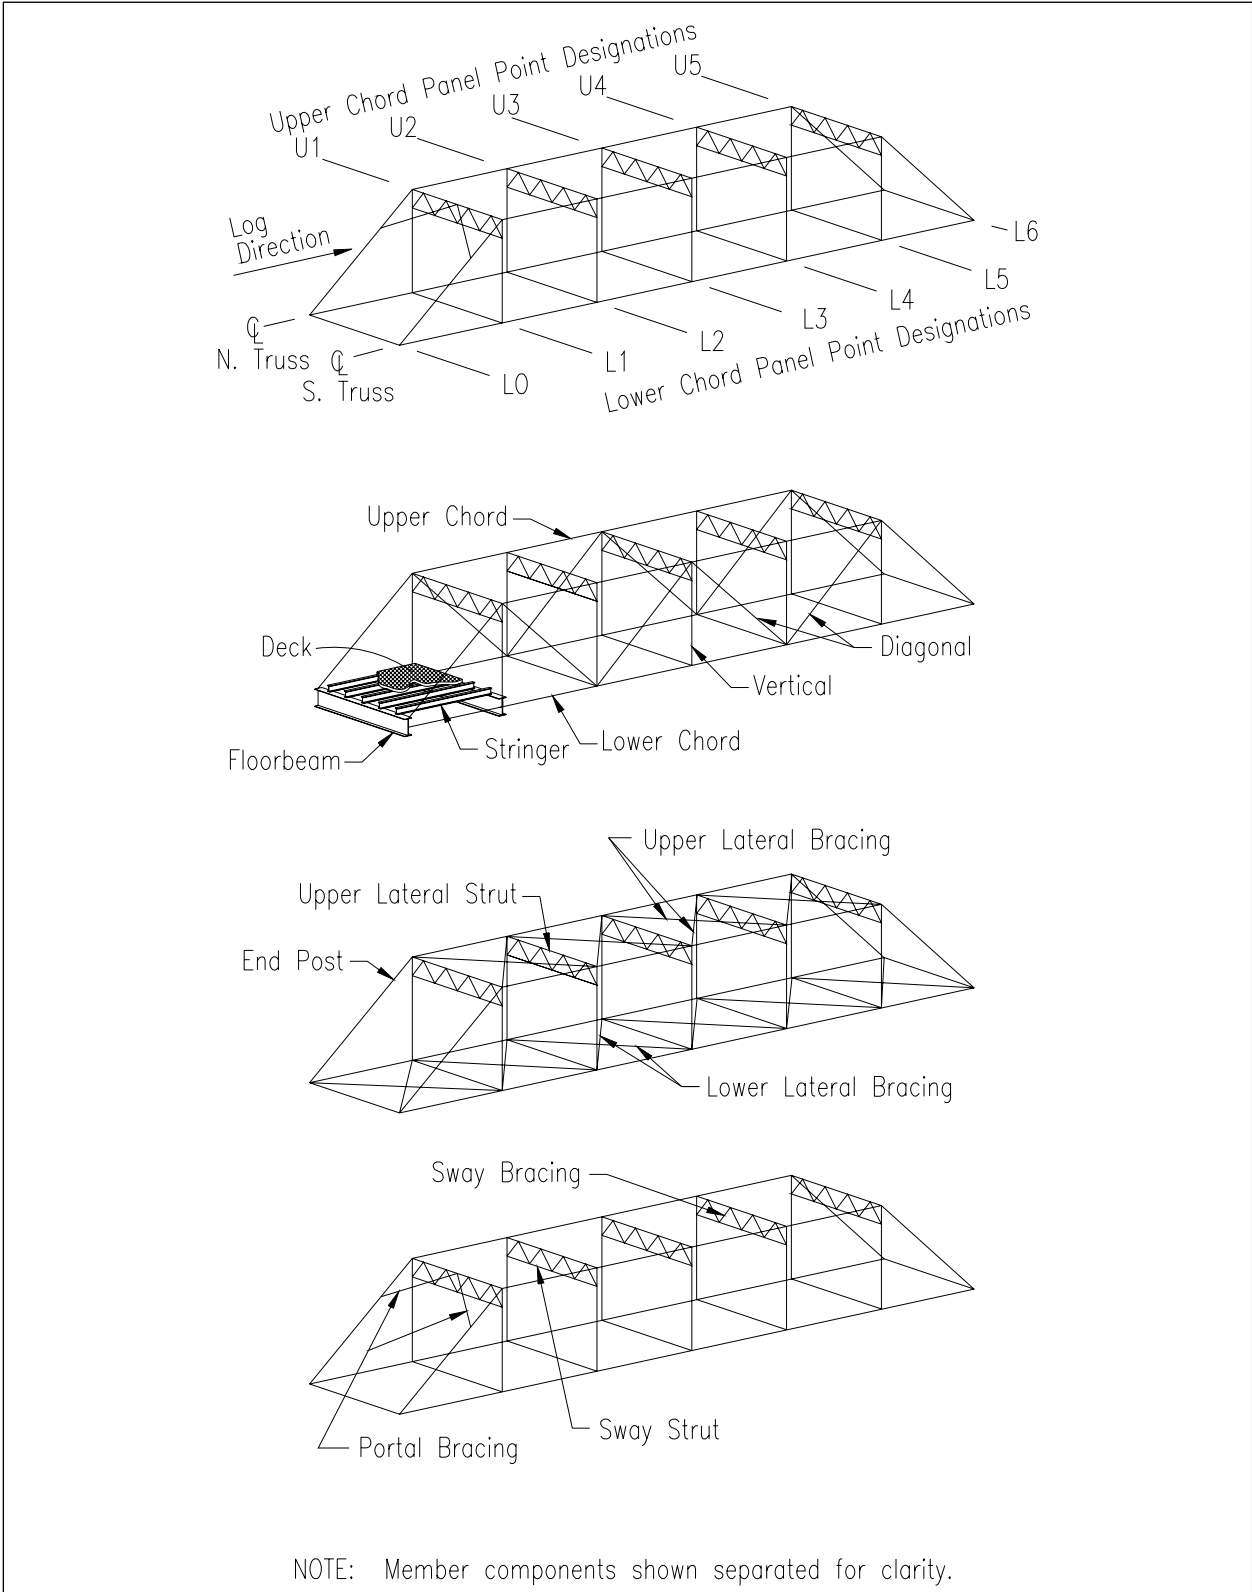 Upper Chord Panel Point Designations
U1
U2
U3
U4
U5
Log
Direction
℄
N. Truss
℄
S. Truss
L0
L1
L2
L3
L4
L5
L6
Lower Chord Panel Point Designations
Upper Chord
Deck
Diagonal
Vertical
Lower Chord
Stringer
Floorbeam
Upper Lateral Bracing
Upper Lateral Strut
End Post
Lower Lateral Bracing
Sway Bracing
Sway Strut
Portal Bracing
NOTE: Member components shown separated for clarity.